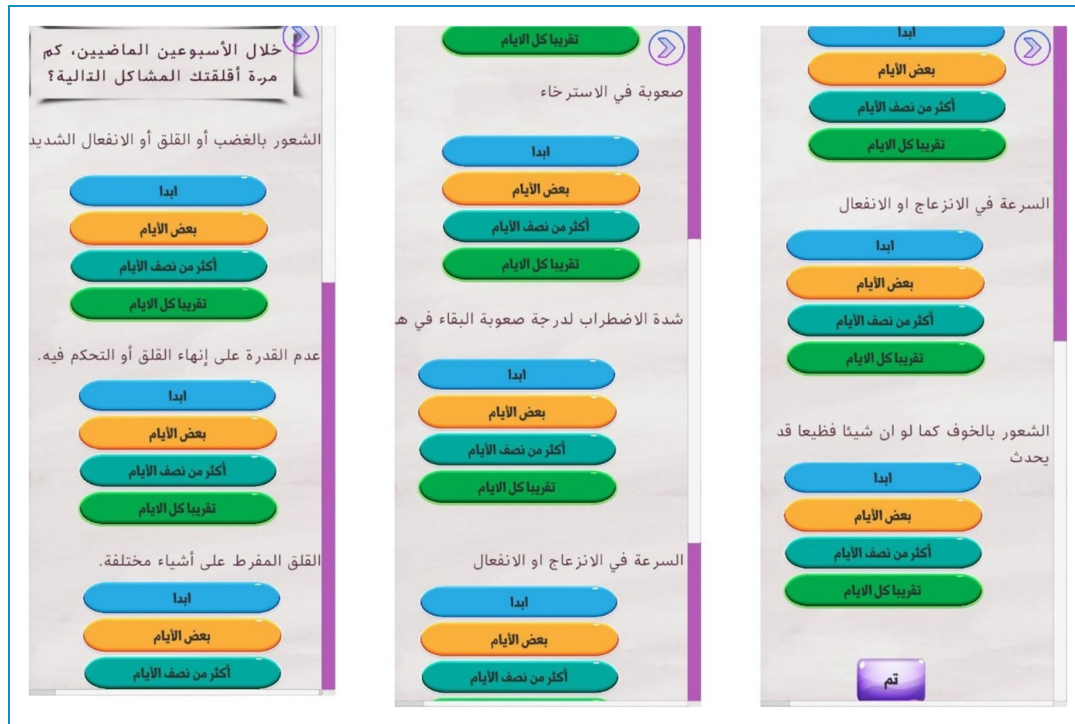 خلال الأسبوعين الماضيين، كم
مرة أقلقتك المشاكل التالية؟
الشعور بالغضب أو القلق أو الانفعال الشديد
ابدا
بعض الأيام
أكثر من نصف الأيام
تقريبا كل الايام
عدم القدرة على إنهاء القلق أو التحكم فيه.
ابدا
بعض الأيام
أكثر من نصف الأيام
تقريبا كل الايام
القلق المفرط على أشياء مختلفة.
ابدا
بعض الأيام
أكثر من نصف الأيام
تقريبا كل الايام
صعوبة في الاسترخاء
ابدا
بعض الأيام
أكثر من نصف الأيام
تقريبا كل الايام
شدة الاضطراب لدرجة صعوبة البقاء في
ابدا
بعض الأيام
أكثر من نصف الأيام
تقريبا كل الايام
السرعة في الانزعاج او الانفعال
ابدا
بعض الأيام
أكثر من نصف الأيام
ابدا
بعض الأيام
أكثر من نصف الأيام
تقريبا كل الايام
السرعة في الانزعاج او الانفعال
ابدا
بعض الأيام
أكثر من نصف الأيام
تقريبا كل الايام
الشعور بالخوف كما لو ان شيئا فظيعا قد
يحدث
ابدا
بعض الأيام
أكثر من نصف الأيام
تقريبا كل الايام
تم